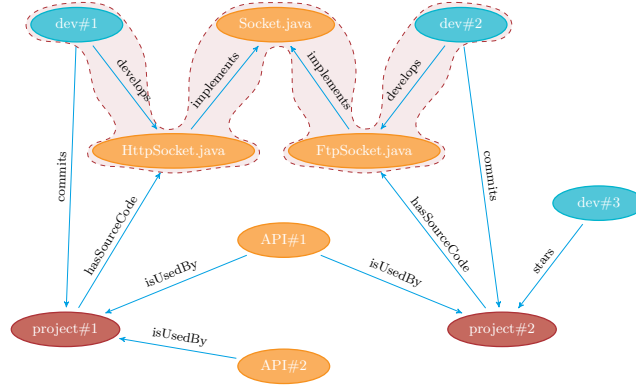 dev#1
Socket.java
dev#2
develops
implements
implements
develops
HttpSocket.java
FtpSocket.java
commits
commits
dev#3
hasSourceCode
hasSourceCode
API#1
stars
isUsedBy
isUsedBy
project#1
project#2
isUsedBy
API#2